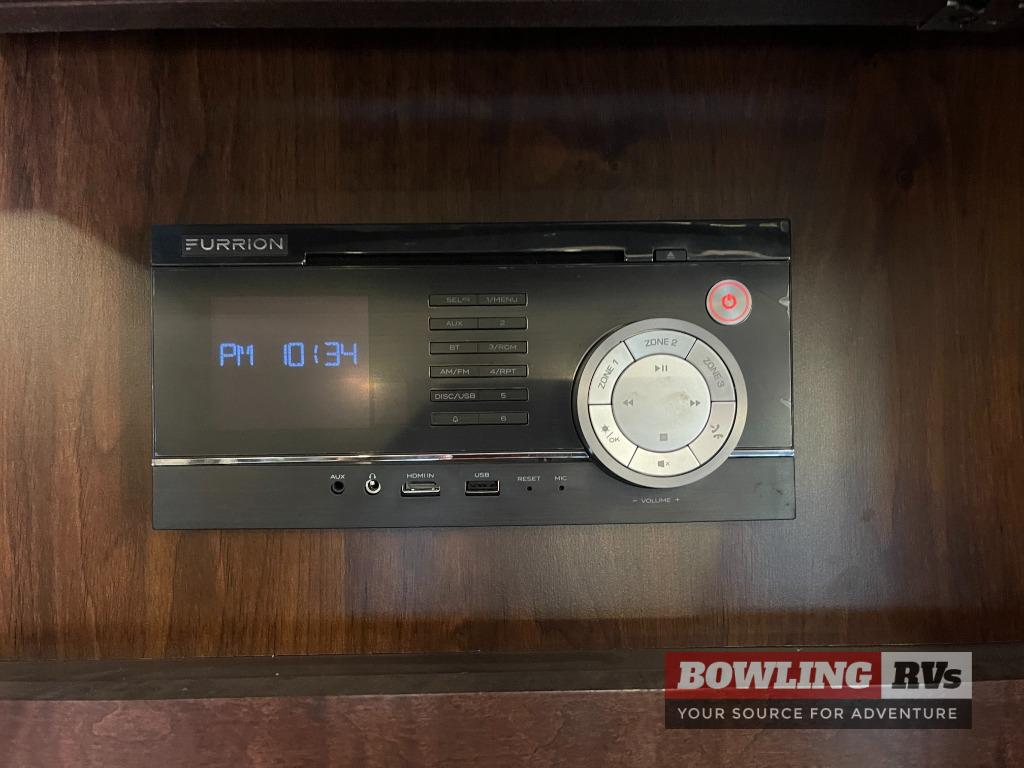 FURRION
PM 10:34
SEL/EQ 1/MENU
AUX 2
BT 3/ROM
AM/FM 4/RPT
DISC/USB 5
6
ZONE 1
ZONE 2
ZONE 3
OK
AUX
HDMI IN
USB
RESET
MIC
- VOLUME +
BOWLING RVs
YOUR SOURCE FOR ADVENTURE